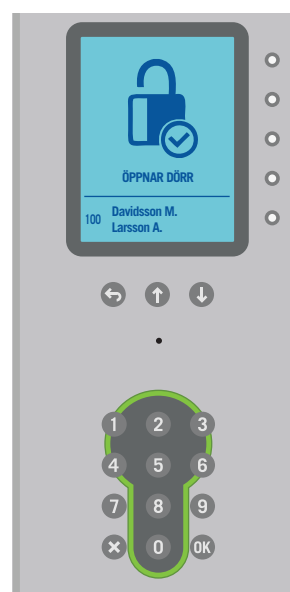 ÖPPNAR DÖRR
100 Davidsson M.
Larsson A.
1 2 3
4 5 6
7 8 9
0 OK